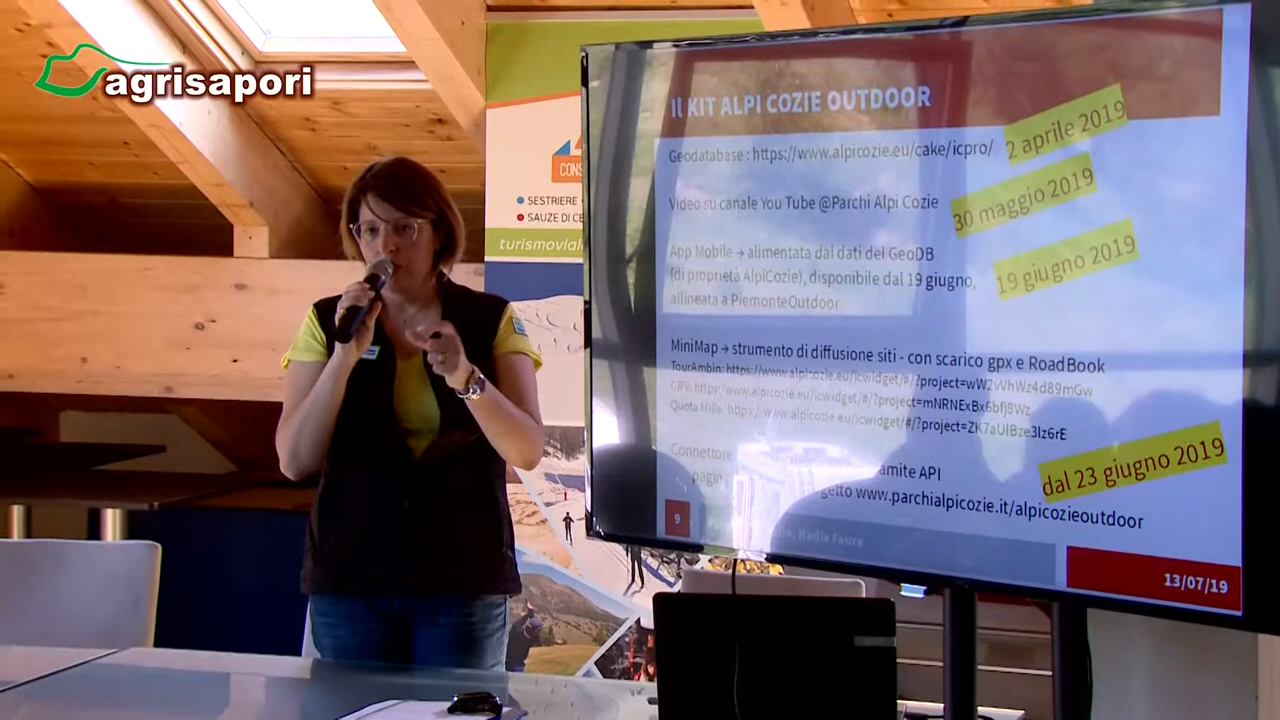 agrisapori
CONS
SESTRIERE
SAUZE DI CE
turismovial
Il KIT ALPI COZIE OUTDOOR
Geodatabase : https://www.alpicozie.eu/cake/icpro/
2 aprile 2019
Video su canale You Tube @Parchi Alpi Cozie
30 maggio 2019
App Mobile → alimentata dai dati del GeoDB
(di proprietà AlpiCozie), disponibile dal 19 giugno,
19 giugno 2019
allineata a PiemonteOutdoor
MiniMap → strumento di diffusione siti - con scarico gpx e RoadBook
TourAmbin: https://www.alpicozie.eu/icwidget/#/?project=wW2vVhWz4d89mGw
GRV: https:/www.alpicozie.eu/icwidget/#/?project=mNRNExBx6bfj8Wz
Quota Mille: https://www.alpicozie.eu/icwidget/#/?project=ZK7aUlBze3Iz6rE
Connettore
tramite API
dal 23 giugno 2019
www.parchialpicozie.it/alpicozieoutdoor
9
Nadia Faure
13/07/19